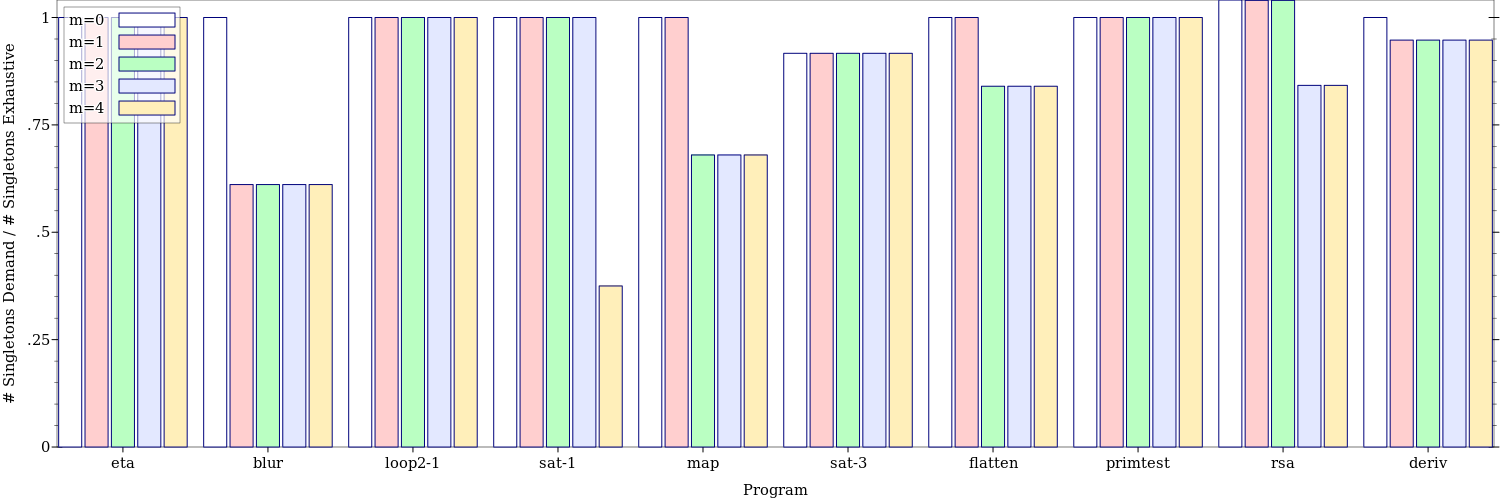 m=0
m=1
m=2
m=3
m=4
1
.75
.5
.25
0
# Singletons Demand / # Singletons Exhaustive
eta blur loop2-1 sat-1 map sat-3 flatten primtest rsa deriv
Program